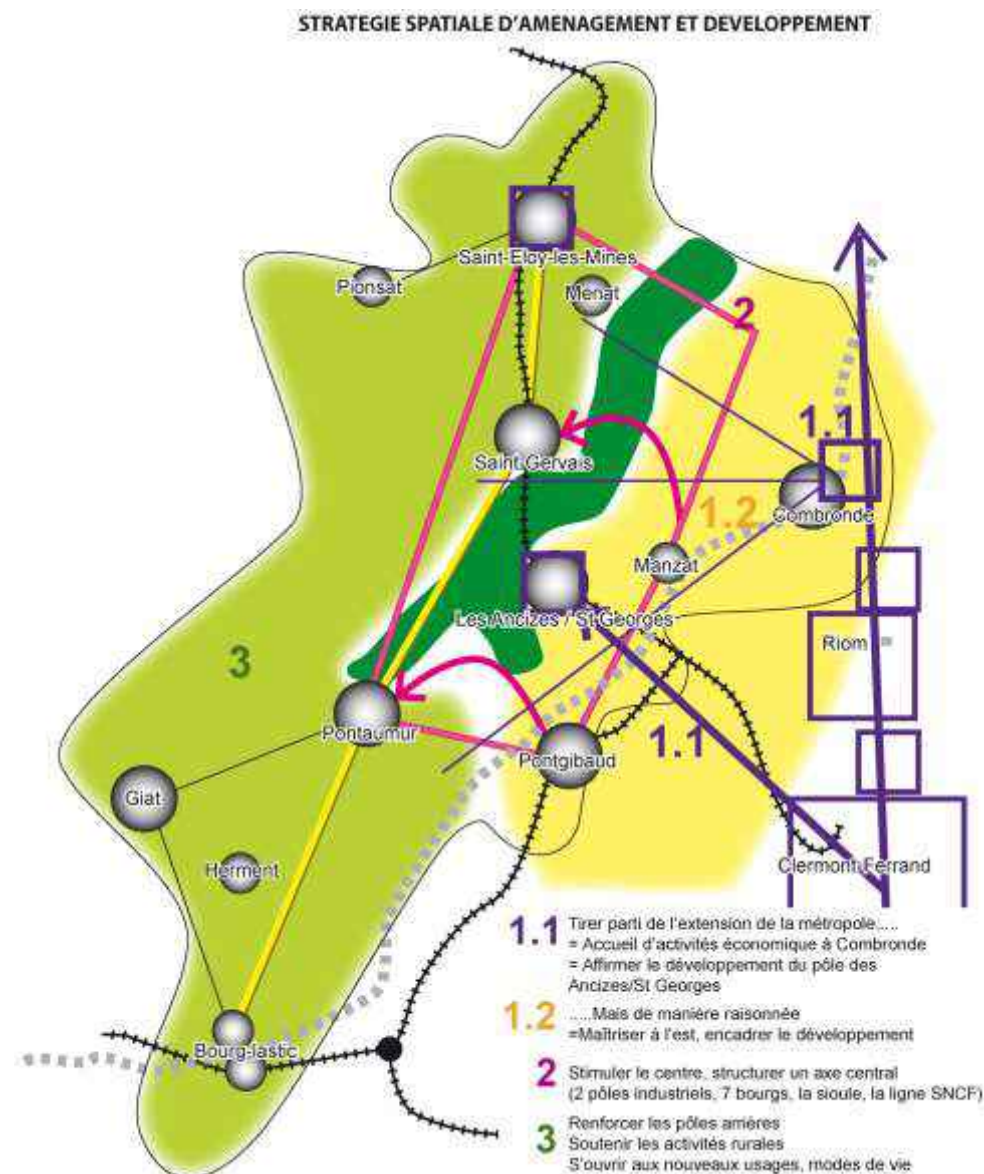 STRATEGIE SPATIALE D'AMENAGEMENT ET DEVELOPPEMENT
Saint-Eloy-les-Mines
Pionsat
Menat
2
1.1
Saint Gervais
Combronde
1.2
Manzat
Les Ancizes / St Georges
Riom
3
Pontaumur
1.1
Pontgibaud
Giat
Clermont Ferrand
Herment
Bourg-lastic
1.1 Tirer parti de l'extension de la métropole.....
= Accueil d'activités économique à Combronde
= Affirmer le développement du pôle des
Ancizes/St Georges
1.2 .....Mais de manière raisonnée
=Maîtriser à l'est, encadrer le développement
2 Stimuler le centre, structurer un axe central
(2 pôles industriels, 7 bourgs, la sioule, la ligne SNCF)
3 Renforcer les pôles arrières
Soutenir les activités rurales
S'ouvrir aux nouveaux usages, modes de vie